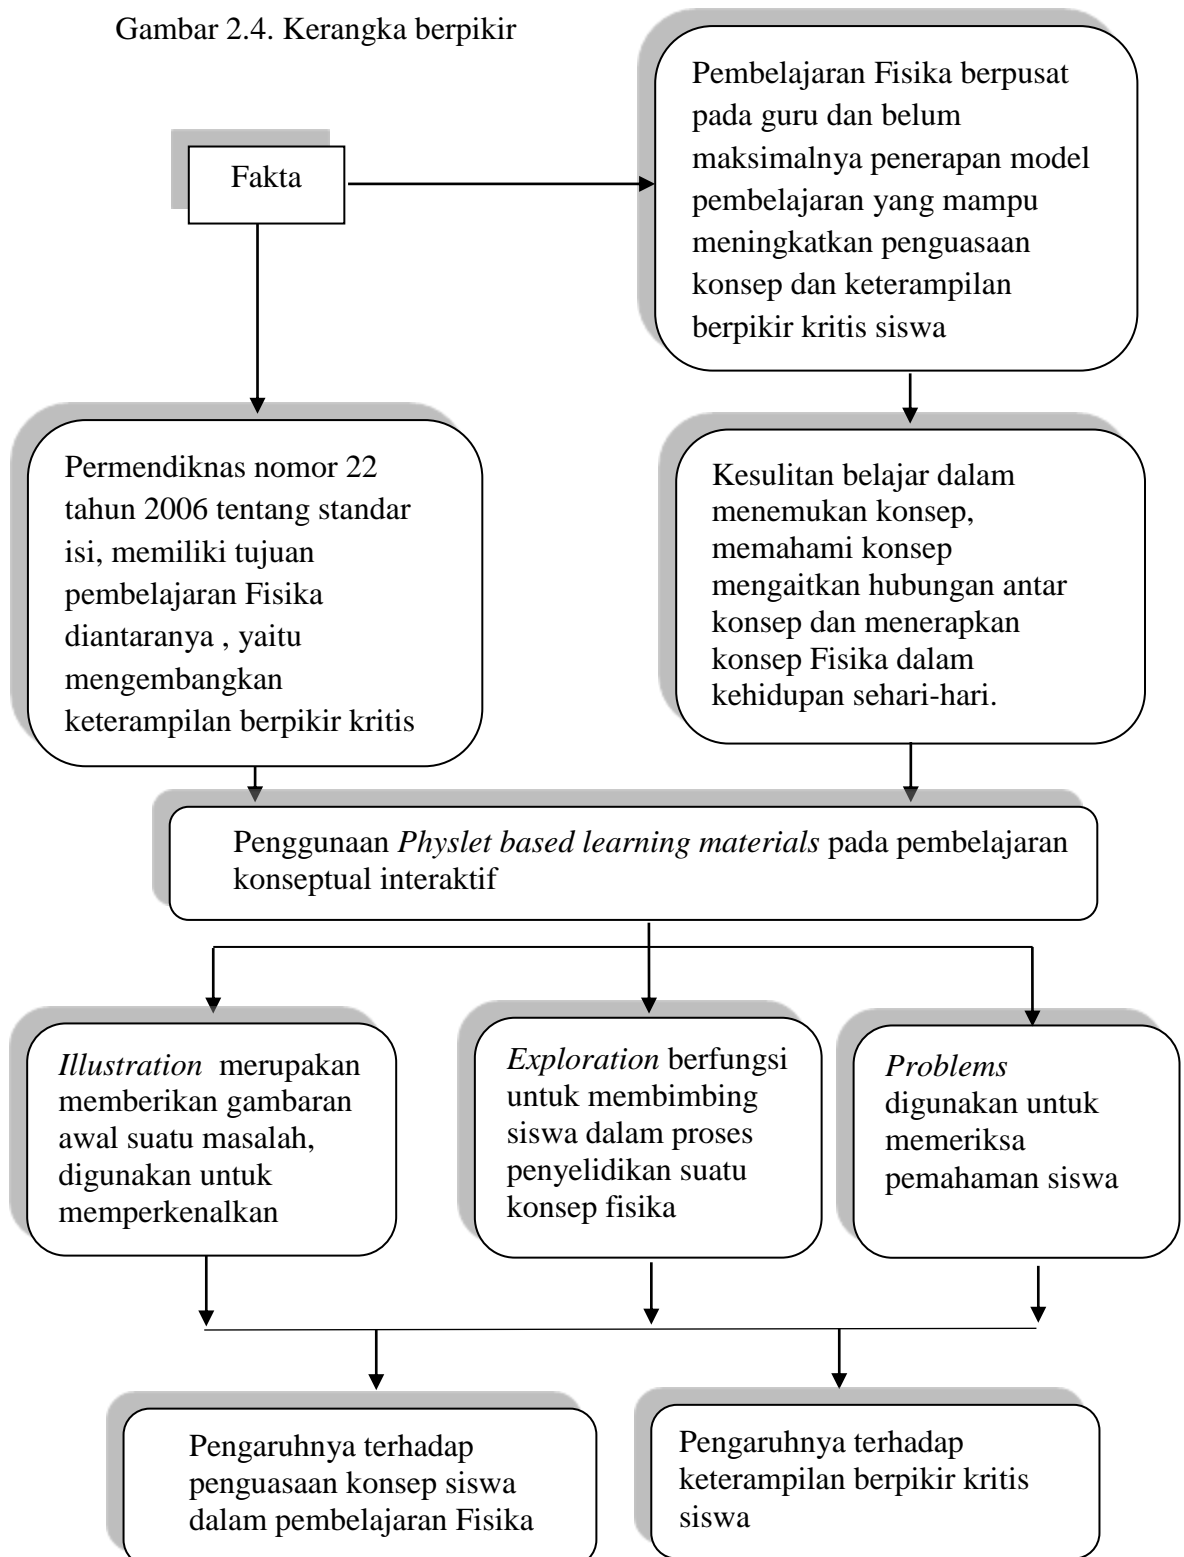 Gambar 2.4. Kerangka berpikir
Fakta
Pembelajaran Fisika berpusat
pada guru dan belum
maksimalnya penerapan model
pembelajaran yang mampu
meningkatkan penguasaan
konsep dan keterampilan
berpikir kritis siswa
Permendiknas nomor 22
tahun 2006 tentang standar
isi, memiliki tujuan
pembelajaran Fisika
diantaranya , yaitu
mengembangkan
keterampilan berpikir kritis
Kesulitan belajar dalam
menemukan konsep,
memahami konsep
mengaitkan hubungan antar
konsep dan menerapkan
konsep Fisika dalam
kehidupan sehari-hari.
Penggunaan Physlet based learning materials pada pembelajaran
konseptual interaktif
Illustration merupakan
memberikan gambaran
awal suatu masalah,
digunakan untuk
memperkenalkan
Exploration berfungsi
untuk membimbing
siswa dalam proses
penyelidikan suatu
konsep fisika
Problems
digunakan untuk
memeriksa
pemahaman siswa
Pengaruhnya terhadap
penguasaan konsep siswa
dalam pembelajaran Fisika
Pengaruhnya terhadap
keterampilan berpikir kritis
siswa